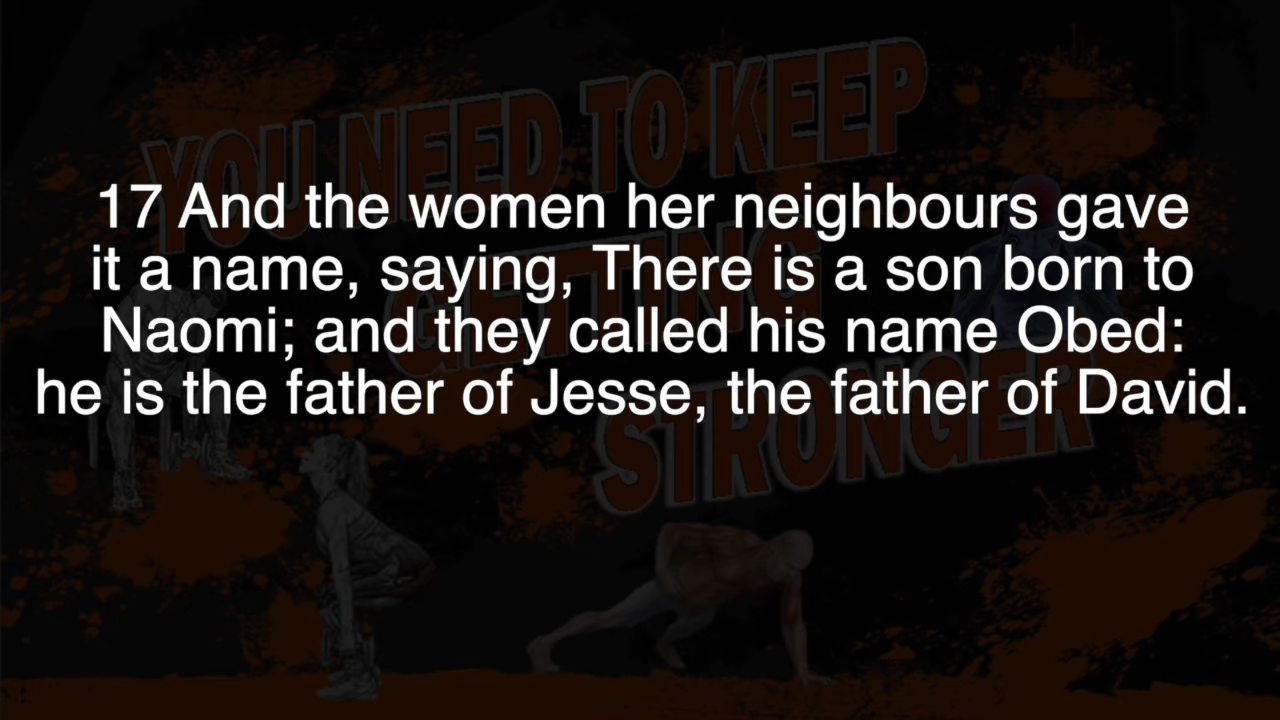 YOU NEED TO KEEP
GETTING
STRONGER
17 And the women her neighbours gave
it a name, saying, There is a son born to
Naomi; and they called his name Obed:
he is the father of Jesse, the father of David.